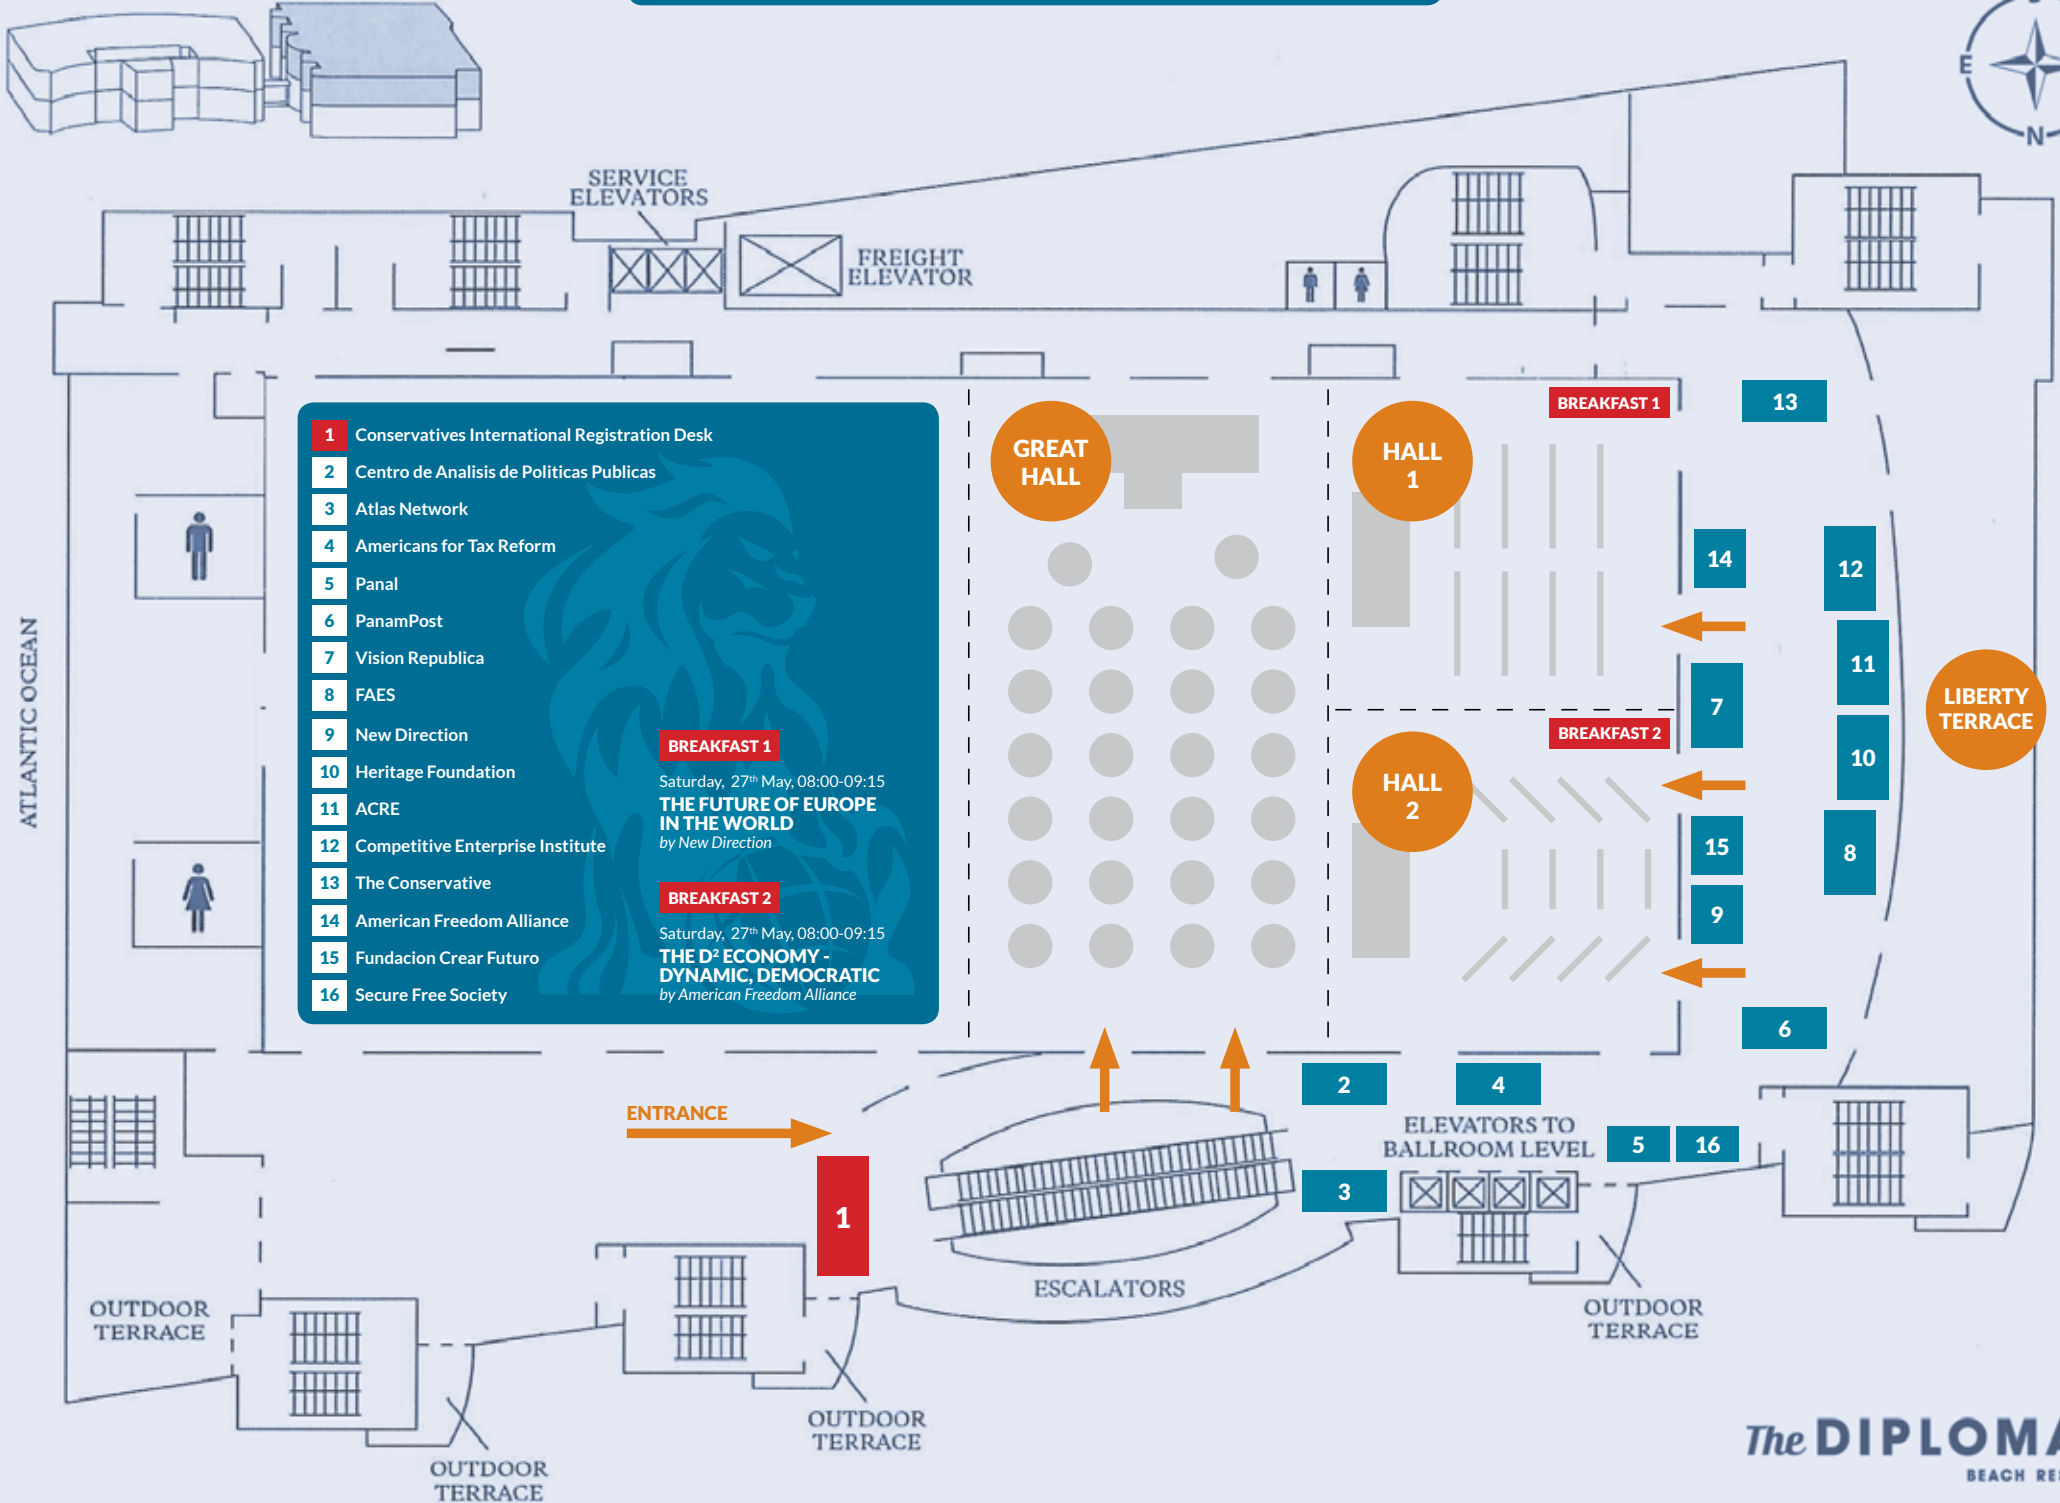 E
N
SERVICE
ELEVATORS
FREIGHT
ELEVATOR
ATLANTIC OCEAN
1 Conservatives International Registration Desk
2 Centro de Analisis de Politicas Publicas
3 Atlas Network
4 Americans for Tax Reform
5 Panal
6 PanamPost
7 Vision Republica
8 FAES
9 New Direction
10 Heritage Foundation
11 ACRE
12 Competitive Enterprise Institute
13 The Conservative
14 American Freedom Alliance
15 Fundacion Crear Futuro
16 Secure Free Society
BREAKFAST 1
Saturday, 27th May, 08:00-09:15
THE FUTURE OF EUROPE
IN THE WORLD
by New Direction
BREAKFAST 2
Saturday, 27th May, 08:00-09:15
THE D² ECONOMY -
DYNAMIC, DEMOCRATIC
by American Freedom Alliance
GREAT
HALL
HALL
1
BREAKFAST 1
13
14
12
11
7
10
LIBERTY
TERRACE
BREAKFAST 2
HALL
2
15
8
9
6
2
4
ENTRANCE
ELEVATORS TO
BALLROOM LEVEL
5
16
3
1
ESCALATORS
OUTDOOR
TERRACE
OUTDOOR
TERRACE
OUTDOOR
TERRACE
OUTDOOR
TERRACE
The DIPLOMA
BEACH RES